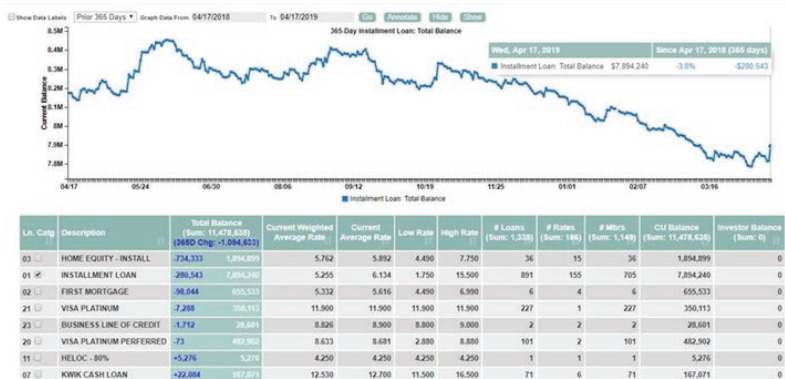 Show Data Labels Prior 365 Days Graph Data From 04/17/2018 To 04/17/2019 Go Annotate Hide Show
365-Day Installment Loan: Total Balance
8.5M
8.4M
8.3M
8.2M
8.1M
8M
7.9M
7.8M
Current Balance
Wed, Apr 17, 2019 Since Apr 17, 2018 (365 days)
Installment Loan: Total Balance $7,894,240 -3.0% -$280,543
04/17 05/24 06/30 08/06 09/12 10/19 11/25 01/01 02/07 03/16
Installment Loan: Total Balance
Ln. Catg Description Total Balance (Sum: 11,478,635) (365D Chg: -1,094,633) Current Weighted Average Rate Current Average Rate Low Rate High Rate # Loans (Sum: 1,335) # Rates (Sum: 186) # Mbrs (Sum: 1,149) CU Balance (Sum: 11,478,635) Investor Balance (Sum: 0)
03 HOME EQUITY - INSTALL -734,333 1,894,899 5.762 5.892 4.490 7.750 36 15 36 1,894,899 0
01 INSTALLMENT LOAN -280,543 7,894,240 5.255 6.134 1.750 15.500 891 155 705 7,894,240 0
02 FIRST MORTGAGE -98,044 655,533 5.332 5.616 4.490 6.990 6 4 6 655,533 0
21 VISA PLATINUM -7,288 350,113 11.900 11.900 11.900 11.900 227 1 227 350,113 0
23 BUSINESS LINE OF CREDIT -1,712 28,601 8.826 8.900 8.800 9.000 2 2 2 28,601 0
20 VISA PLATINUM PERFERRED -73 482,902 8.633 8.681 2.880 8.880 101 2 101 482,902 0
11 HELOC - 80% +5,276 5,276 4.250 4.250 4.250 4.250 1 1 1 5,276 0
07 KWIK CASH LOAN +22,084 167,071 12.530 12.700 11.500 16.500 71 6 71 167,071 0